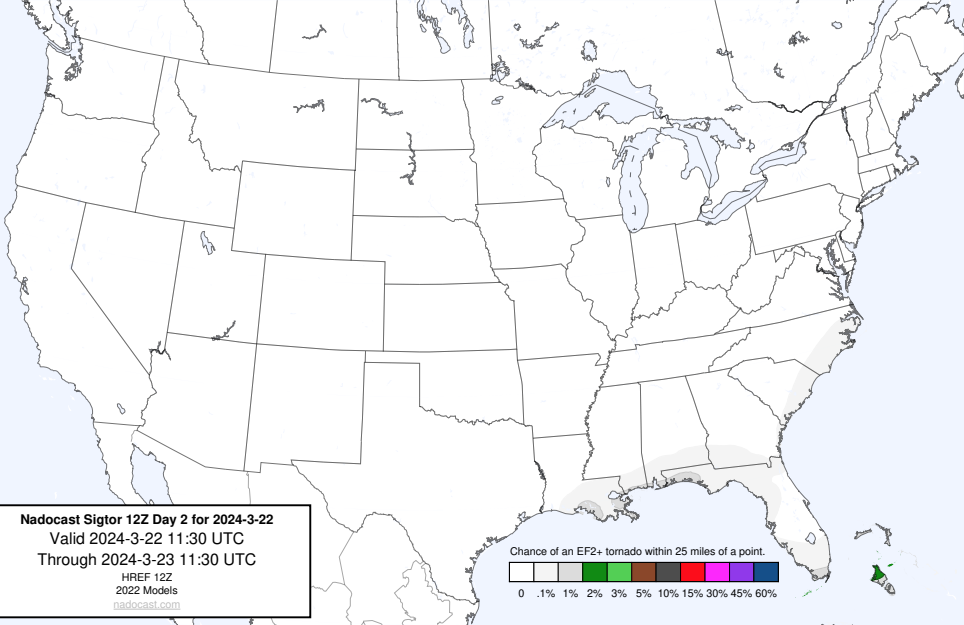 Nadocast Sigtor 12Z Day 2 for 2024-3-22
Valid 2024-3-22 11:30 UTC
Through 2024-3-23 11:30 UTC
HREF 12Z
2022 Models
nadocast.com
Chance of an EF2+ tornado within 25 miles of a point.
0 .1% 1% 2% 3% 5% 10% 15% 30% 45% 60%